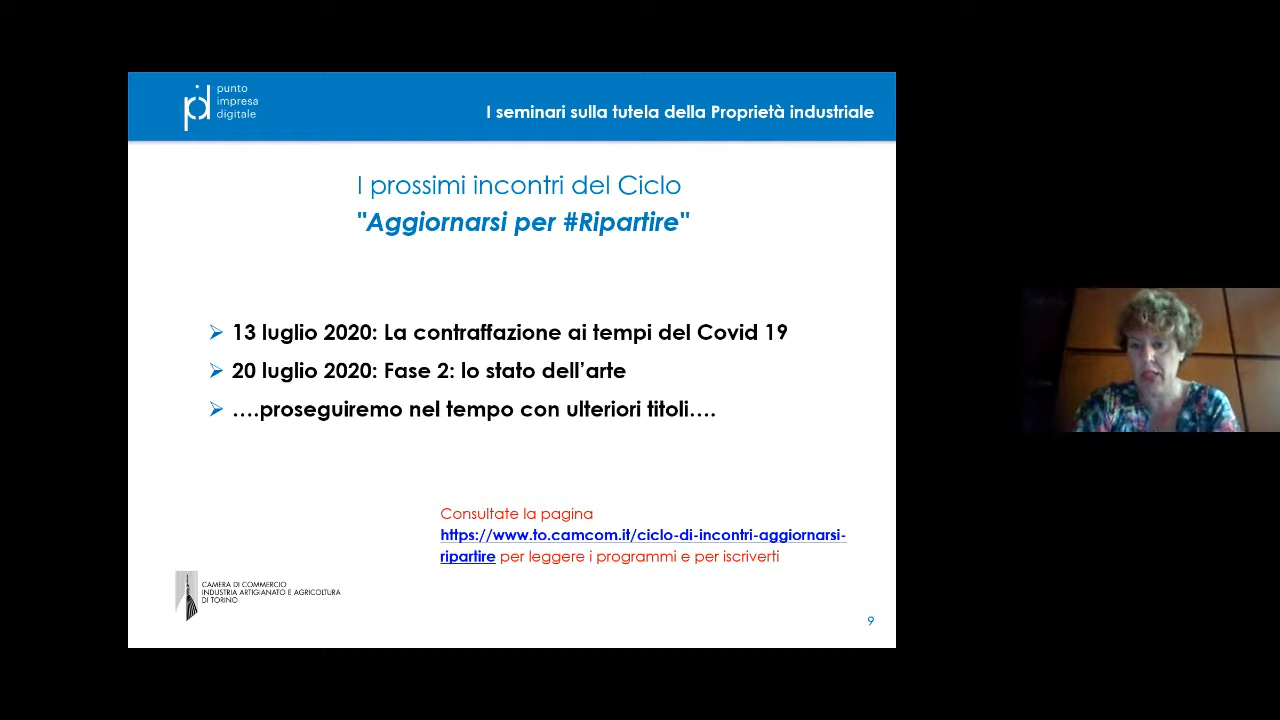 punto
impresa
digitale
I seminari sulla tutela della Proprietà industriale
I prossimi incontri del Ciclo
"Aggiornarsi per #Ripartire"
13 luglio 2020: La contraffazione ai tempi del Covid 19
20 luglio 2020: Fase 2: lo stato dell'arte
….proseguiremo nel tempo con ulteriori titoli….
Consultate la pagina
https://www.to.camcom.it/ciclo-di-incontri-aggiornarsi-
ripartire per leggere i programmi e per iscriverti
CAMERA DI COMMERCIO
INDUSTRIA ARTIGIANATO E AGRICOLTURA
DI TORINO
9